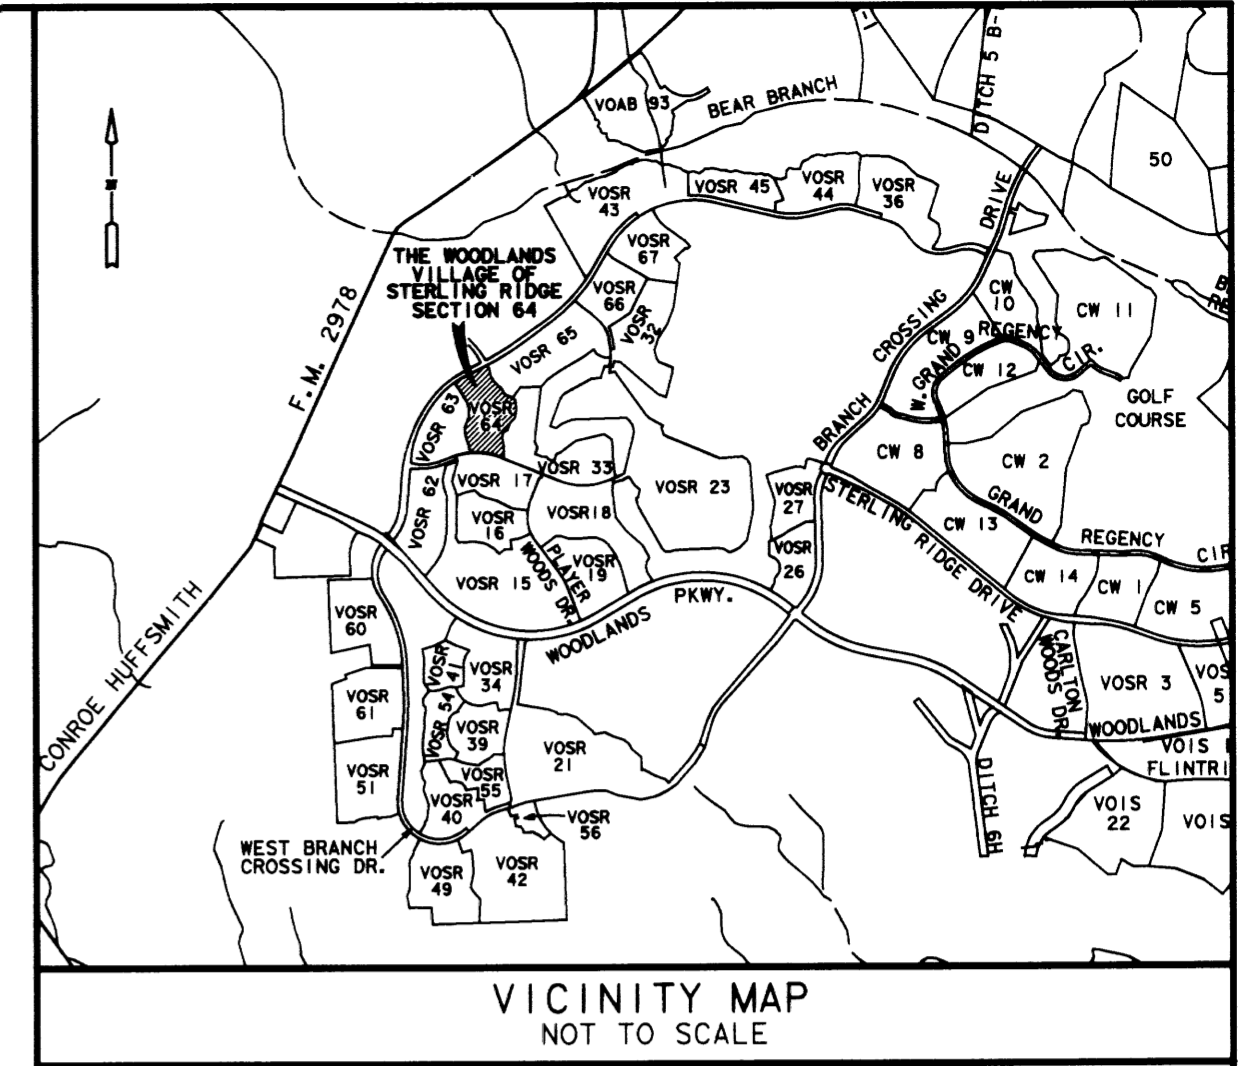 DITCH 5 B-
-1
VOAB 93
BEAR BRANCH
50
VOSR
43
VOSR 45
VOSR
44
VOSR
36
DRIVE
N
VOSR
67
THE WOODLANDS
VILLAGE OF
STERLING RIDGE
SECTION 64
F.M. 2978
VOSR
66
VOSR
32
VOSR 65
CROSSING
CW
10
CW 11
B
RE
CW 9
REGENCY
CIR.
W. GRAND
CW 12
GOLF
COURSE
VOSR 63
VOSR
64
BRANCH
CW 8
CW 2
VOSR 62
VOSR 17
VOSR 33
VOSR 23
VOSR
27
STERLING RIDGE DRIVE
GRAND
REGENCY
CIR
VOSR
16
VOSR18
CW 13
VOSR
26
CW 14
CW 1
CW 5
VOSR 15
PLAYER
WOODS DR.
VOSR
19
WOODLANDS
PKWY.
CONROE HUFFSMITH
VOSR
60
VOSR
41
VOSR
34
CARLTON
WOODS DR.
VOSR 3
VOS
5
VOSR
61
VOSR 54
VOSR
39
VOSR
21
WOODLANDS
VOIS
FLINTRI
VOSR
51
VOSR
55
VOSR
40
VOSR
56
DITCH 6H
VOIS
22
VOIS
WEST BRANCH
CROSSING DR.
VOSR
49
VOSR
42
VICINITY MAP
NOT TO SCALE